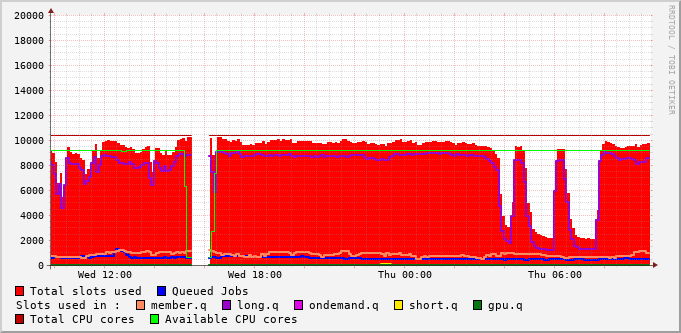 20000
18000
16000
14000
12000
10000
8000
6000
4000
2000
0
Wed 12:00 Wed 18:00 Thu 00:00 Thu 06:00
RRDTOOL / TOBI OETIKER
Total slots used Queued Jobs
Slots used in : member.q long.q ondemand.q short.q gpu.q
Total CPU cores Available CPU cores